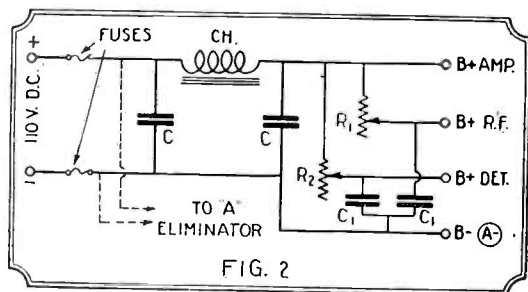 FUSES
CH.
+
110 V. D.C.
-
B+ AMP.
B+ R.F.
B+ DET.
B- A-
C
C
R1
R2
C1
C1
TO "A"
ELIMINATOR
FIG. 2